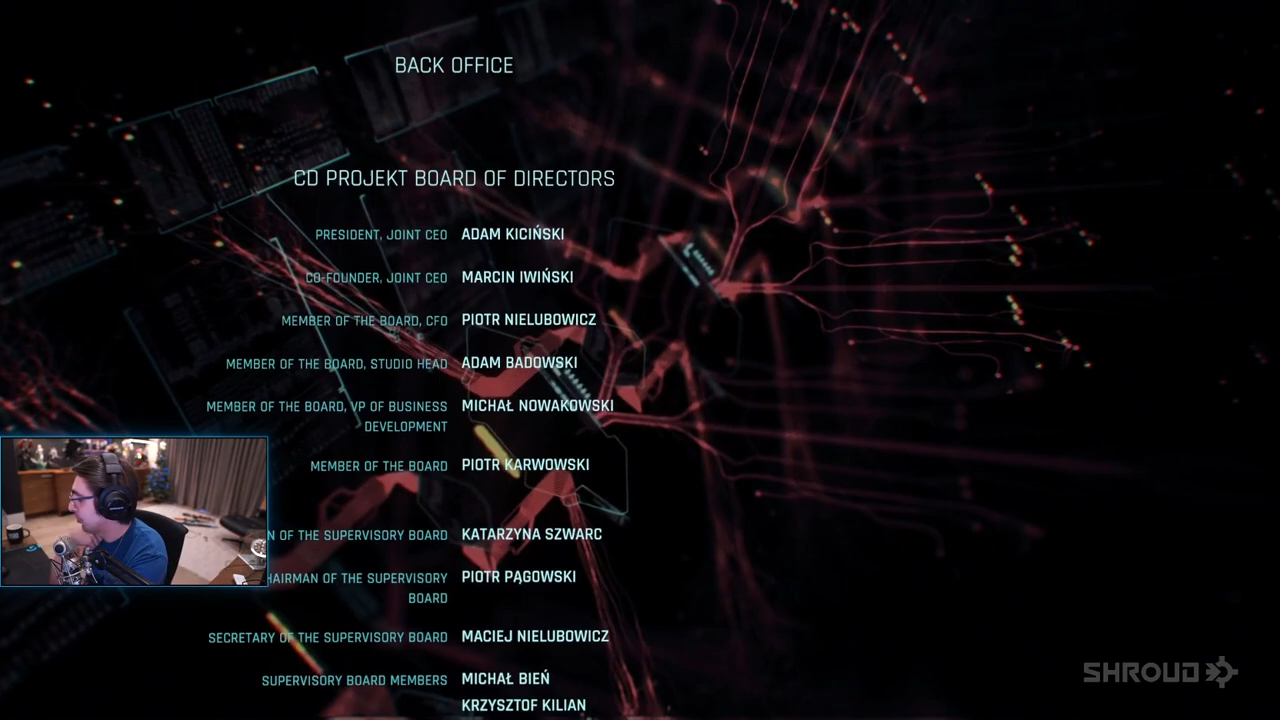 BACK OFFICE
CD PROJEKT BOARD OF DIRECTORS
PRESIDENT, JOINT CEO ADAM KICIŃSKI
CO-FOUNDER, JOINT CEO MARCIN IWIŃSKI
MEMBER OF THE BOARD, CFO PIOTR NIELUBOWICZ
MEMBER OF THE BOARD, STUDIO HEAD ADAM BADOWSKI
MEMBER OF THE BOARD, VP OF BUSINESS MICHAŁ NOWAKOWSKI
DEVELOPMENT
MEMBER OF THE BOARD PIOTR KARWOWSKI
N OF THE SUPERVISORY BOARD KATARZYNA SZWARC
HAIRMAN OF THE SUPERVISORY PIOTR PĄGOWSKI
BOARD
SECRETARY OF THE SUPERVISORY BOARD MACIEJ NIELUBOWICZ
SUPERVISORY BOARD MEMBERS MICHAŁ BIEŃ
KRZYSZTOF KILIAN
SHROUD